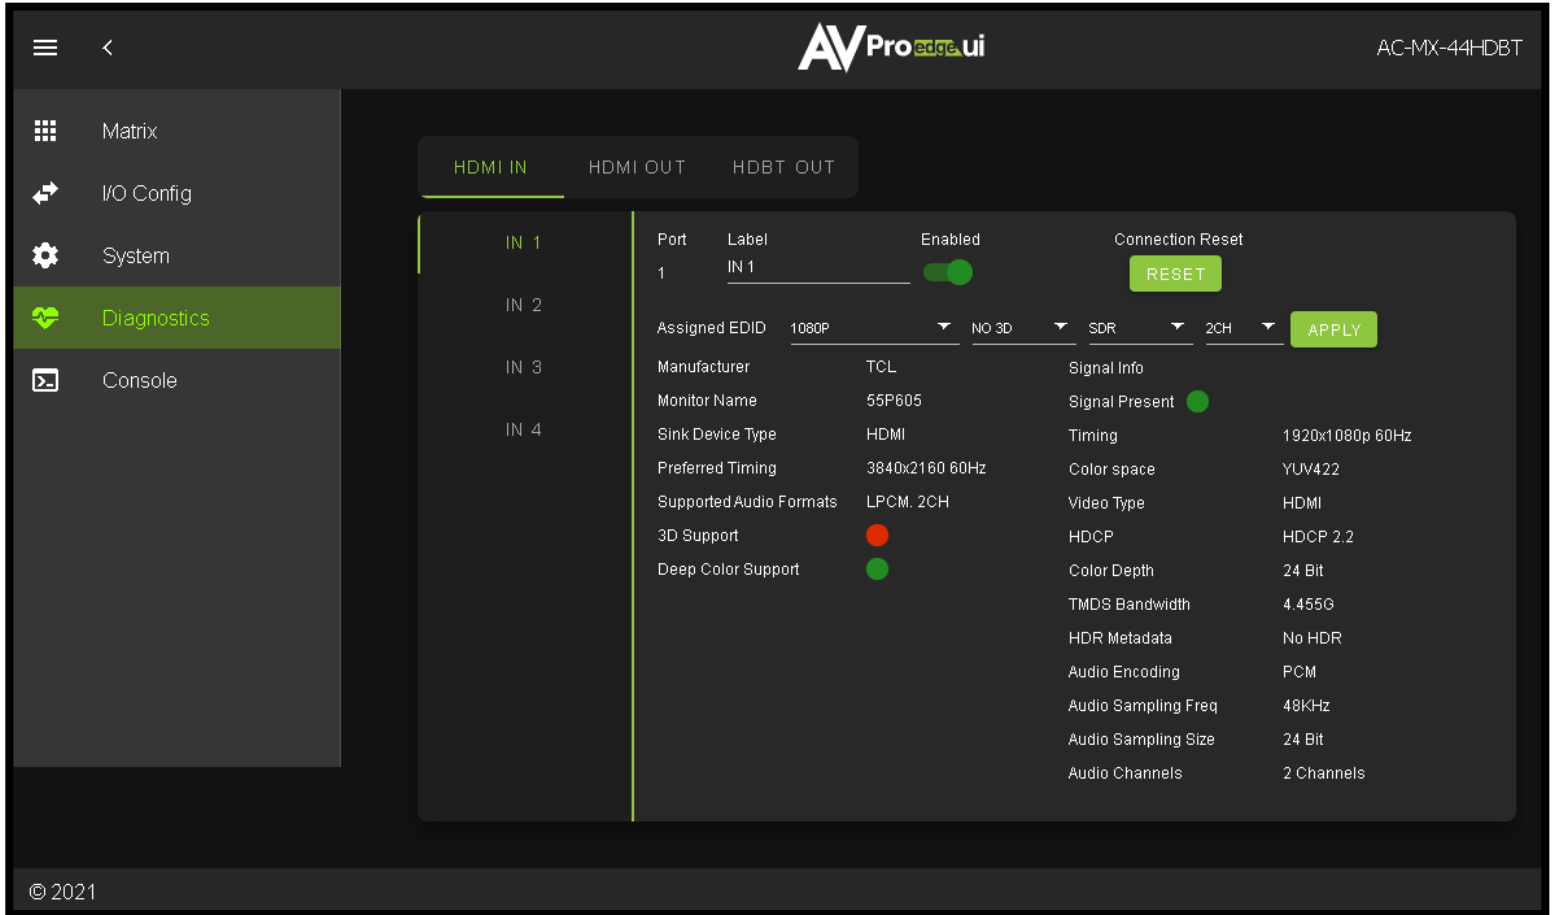 AVProedge.ui
AC-MX-44HDBT
Matrix
I/O Config
System
Diagnostics
Console
HDMI IN HDMI OUT HDBT OUT
IN 1
IN 2
IN 3
IN 4
Port Label Enabled Connection Reset
1 IN 1 RESET
Assigned EDID 1080P NO 3D SDR 2CH APPLY
Manufacturer TCL
Monitor Name 55P605
Sink Device Type HDMI
Preferred Timing 3840x2160 60Hz
Supported Audio Formats LPCM. 2CH
3D Support
Deep Color Support
Signal Info
Signal Present
Timing 1920x1080p 60Hz
Color space YUV422
Video Type HDMI
HDCP HDCP 2.2
Color Depth 24 Bit
TMDS Bandwidth 4.455G
HDR Metadata No HDR
Audio Encoding PCM
Audio Sampling Freq 48KHz
Audio Sampling Size 24 Bit
Audio Channels 2 Channels
© 2021